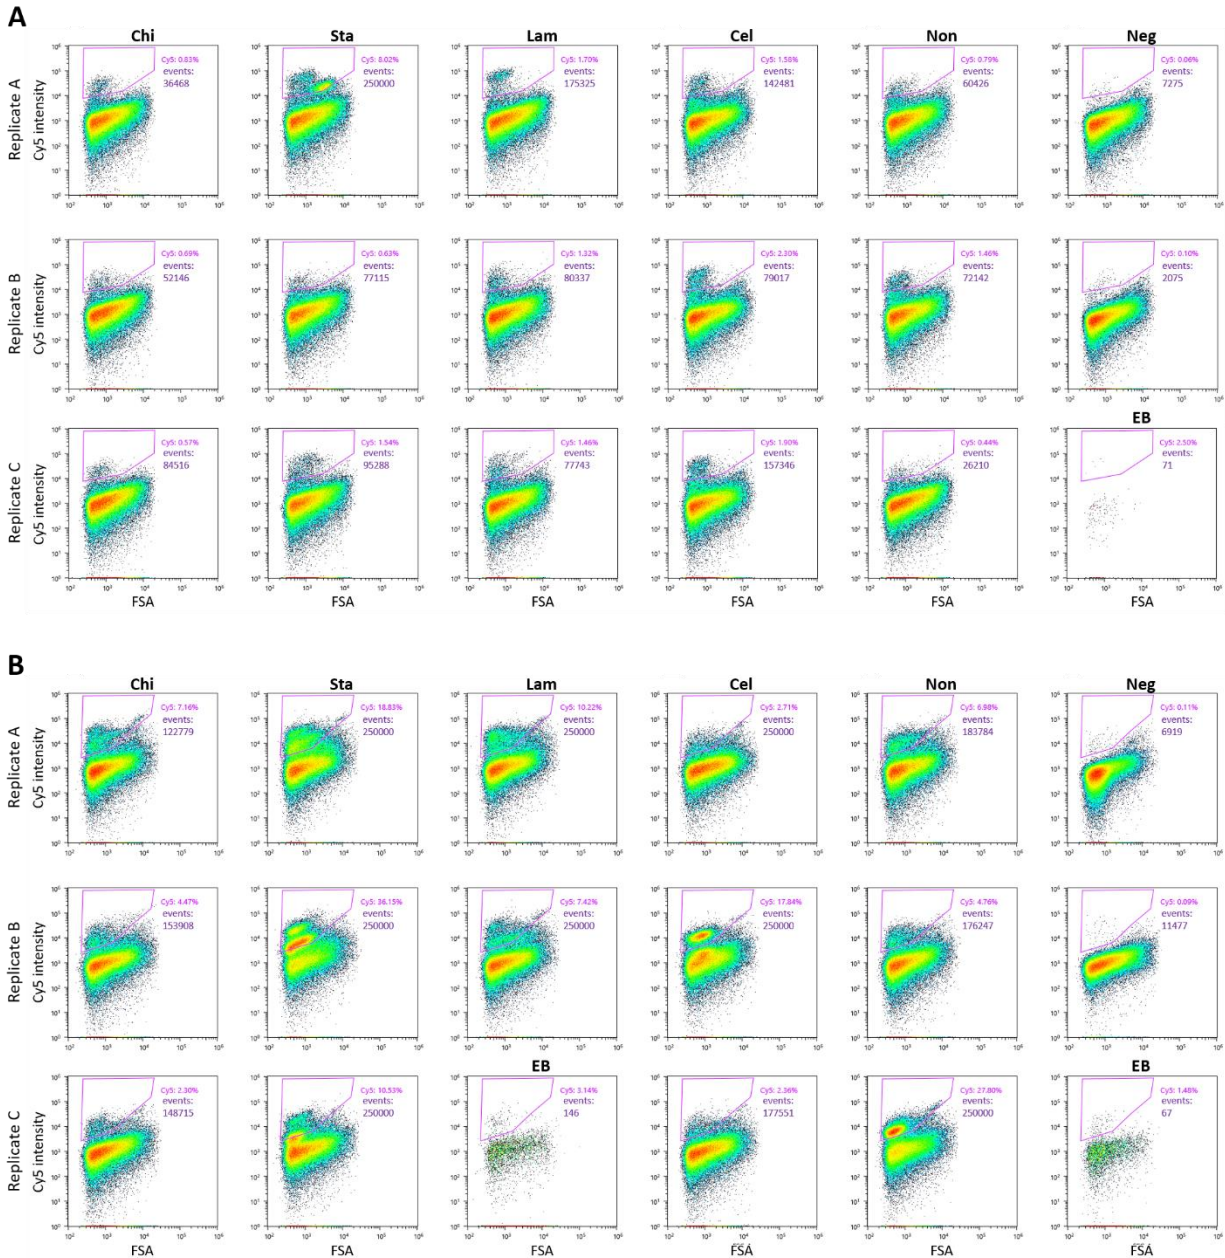 A
Chi Sta Lam Cel Non Neg
Replicate A
Cy5 intensity
Cy5: 0.83% Cy5: 8.02% Cy5: 1.70% Cy5: 1.58% Cy5: 0.79% Cy5: 0.06%
events: events: events: events: events: events:
36468 250000 175325 142481 60426 7275
Replicate B
Cy5 intensity
Cy5: 0.69% Cy5: 0.63% Cy5: 1.32% Cy5: 2.30% Cy5: 1.46% Cy5: 0.10%
events: events: events: events: events: events:
52146 77115 80337 79017 72142 2075
EB
Replicate C
Cy5 intensity
Cy5: 0.57% Cy5: 1.54% Cy5: 1.46% Cy5: 1.90% Cy5: 0.44% Cy5: 2.50%
events: events: events: events: events: events:
84516 95288 77743 157346 26210 71
FSA FSA FSA FSA FSA FSA
B
Chi Sta Lam Cel Non Neg
Replicate A
Cy5 intensity
Cy5: 7.16% Cy5: 18.83% Cy5: 10.22% Cy5: 2.71% Cy5: 6.98% Cy5: 0.11%
events: events: events: events: events: events:
122779 250000 250000 250000 183784 6919
Replicate B
Cy5 intensity
Cy5: 4.47% Cy5: 36.15% Cy5: 7.42% Cy5: 17.84% Cy5: 4.76% Cy5: 0.09%
events: events: events: events: events: events:
153908 250000 250000 250000 176247 11477
EB EB
Replicate C
Cy5 intensity
Cy5: 2.30% Cy5: 10.53% Cy5: 3.14% Cy5: 2.36% Cy5: 27.80% Cy5: 1.48%
events: events: events: events: events: events:
148715 250000 146 177551 250000 67
FSA FSA FSA FSA FSA FSA